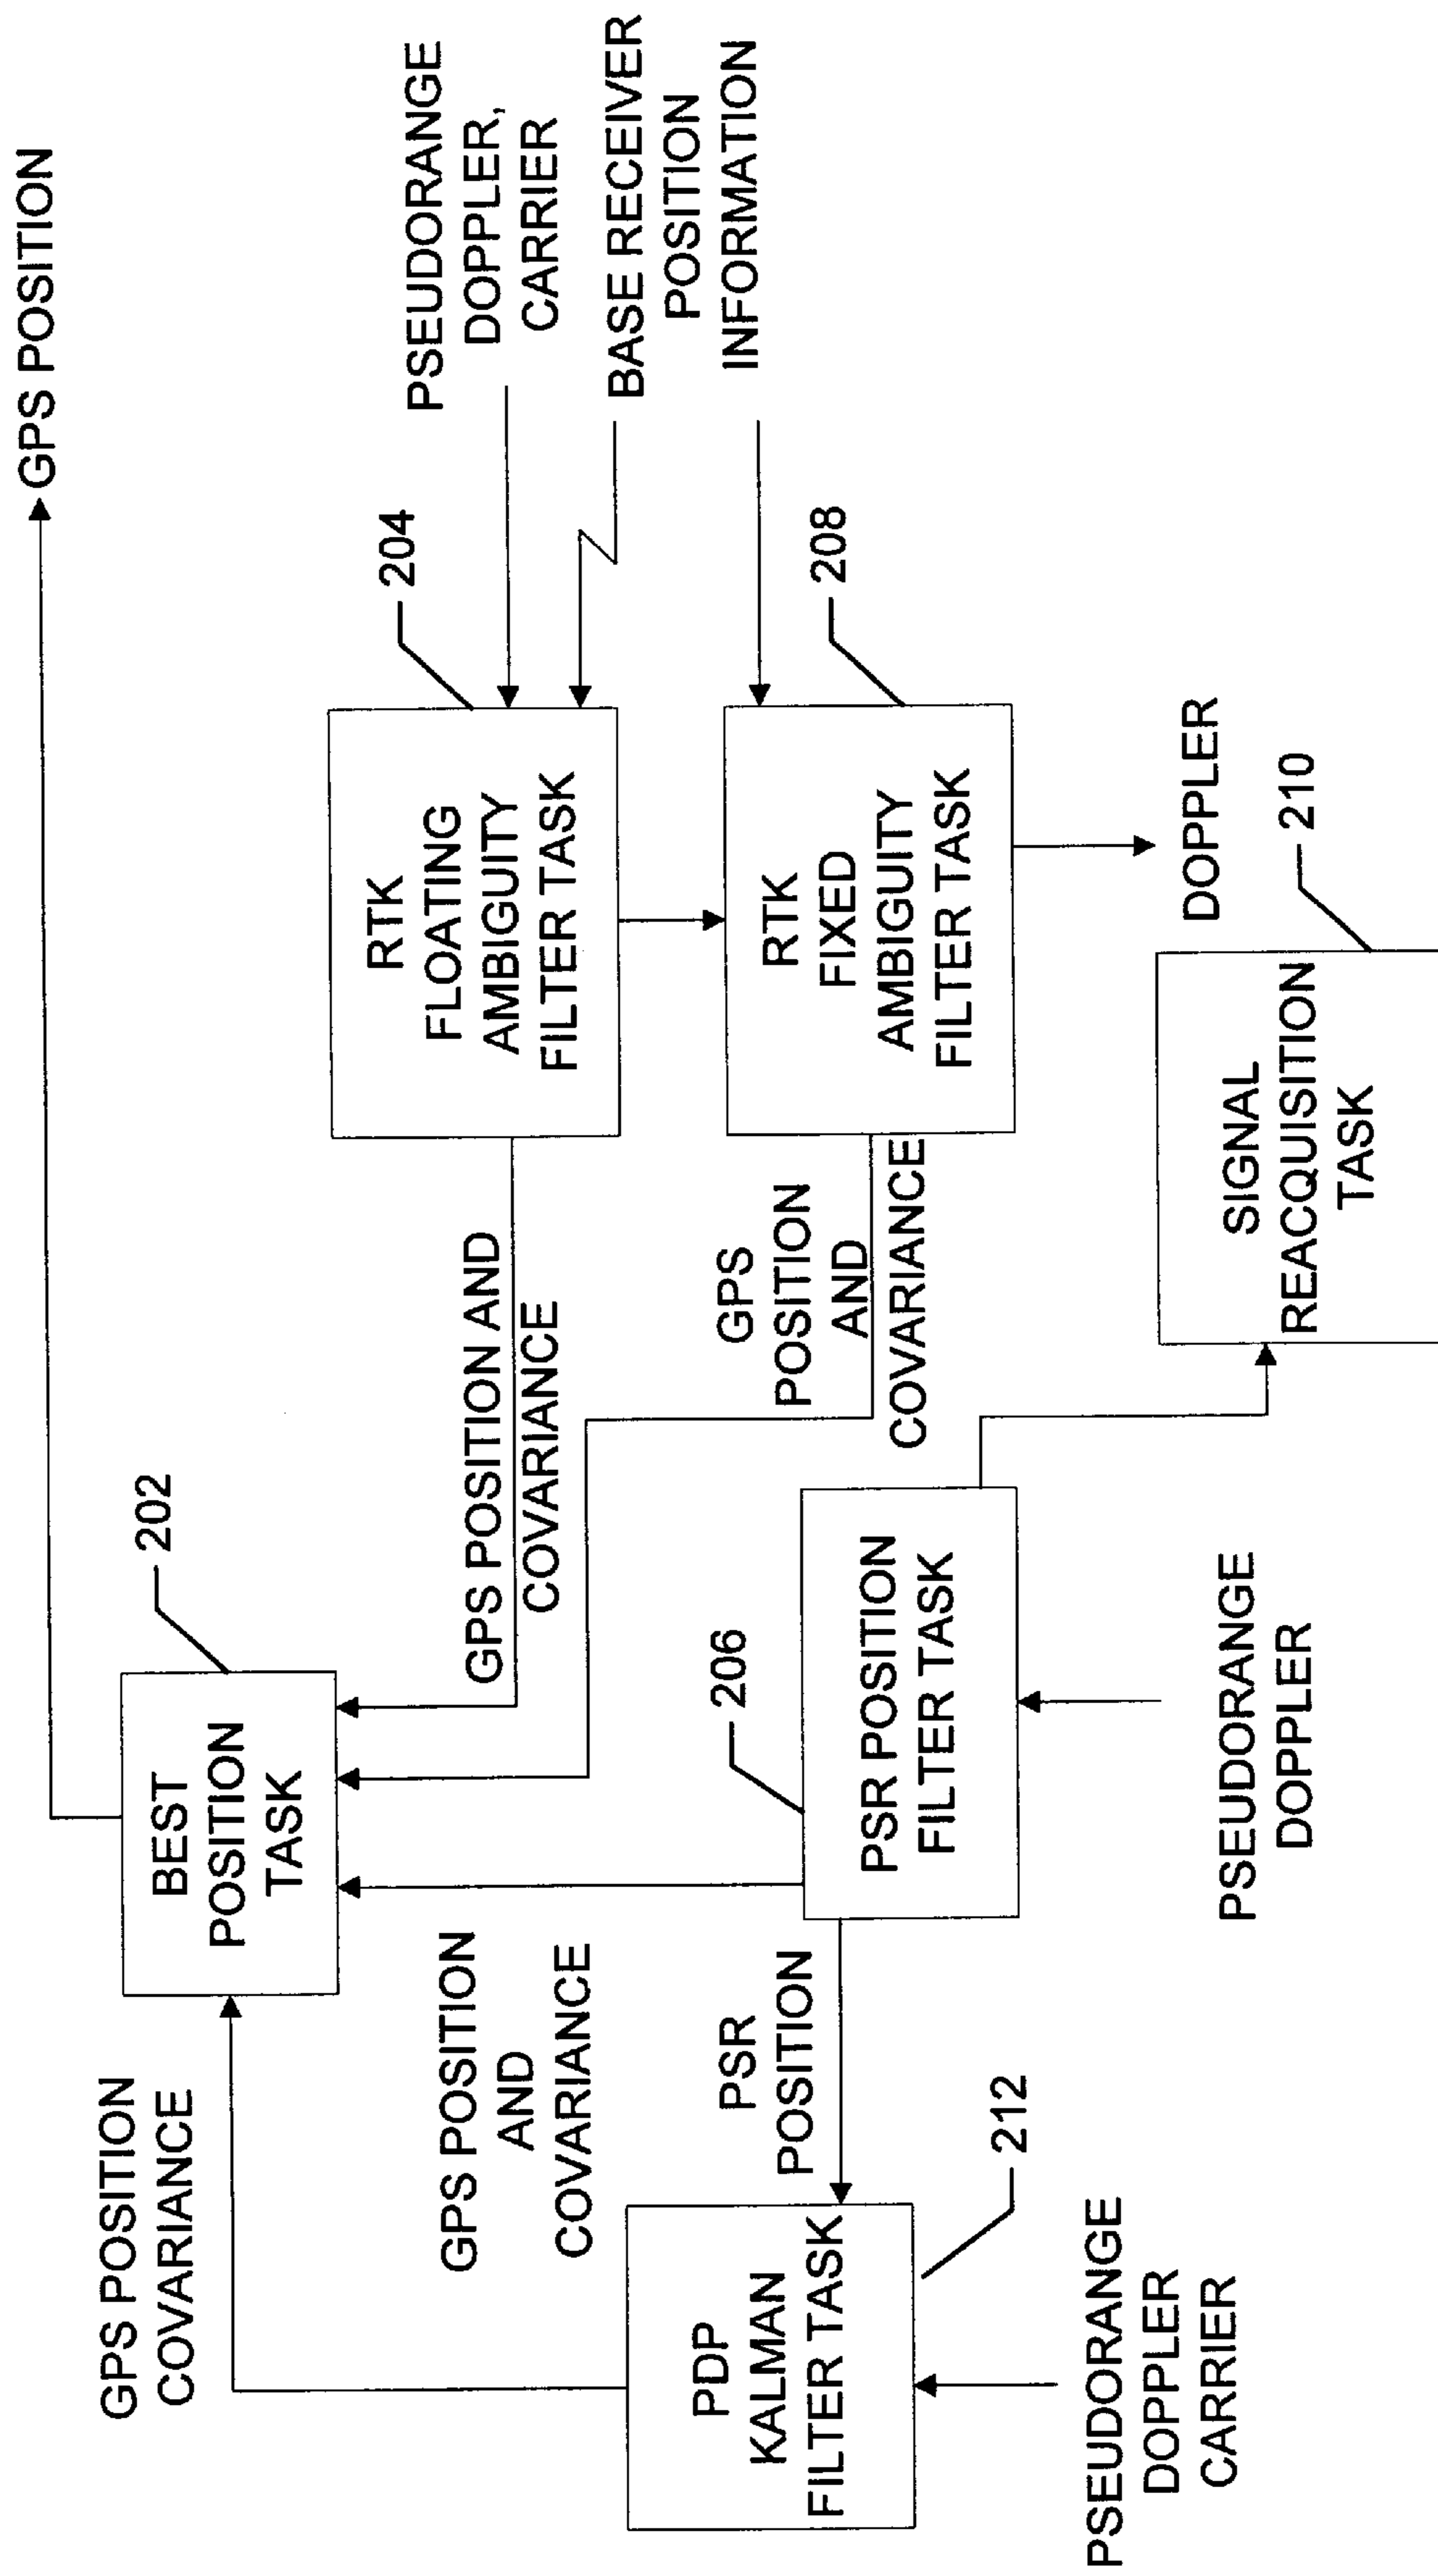 GPS POSITION
GPS POSITION
COVARIANCE
202
BEST
POSITION
TASK
204
RTK
FLOATING
AMBIGUITY
FILTER TASK
PSEUDORANGE
DOPPLER,
CARRIER
BASE RECEIVER
POSITION
INFORMATION
GPS POSITION AND
COVARIANCE
GPS POSITION
AND
COVARIANCE
GPS
POSITION
AND
COVARIANCE
208
RTK
FIXED
AMBIGUITY
FILTER TASK
206
PSR POSITION
FILTER TASK
PSR
POSITION
PDP
KALMAN
FILTER TASK
212
DOPPLER
210
SIGNAL
REACQUISITION
TASK
PSEUDORANGE
DOPPLER
PSEUDORANGE
DOPPLER
CARRIER